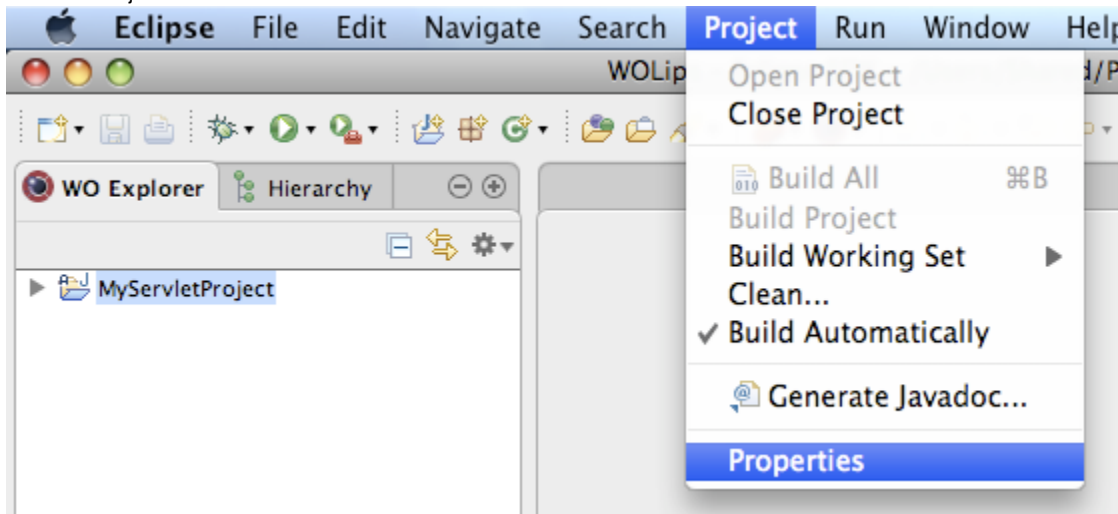 Eclipse File Edit Navigate Search Project Run Window Help
WOLip
Open Project
Close Project
WO Explorer Hierarchy
Build All ⌘B
Build Project
Build Working Set
Clean...
MyServletProject
✓ Build Automatically
Generate Javadoc...
Properties